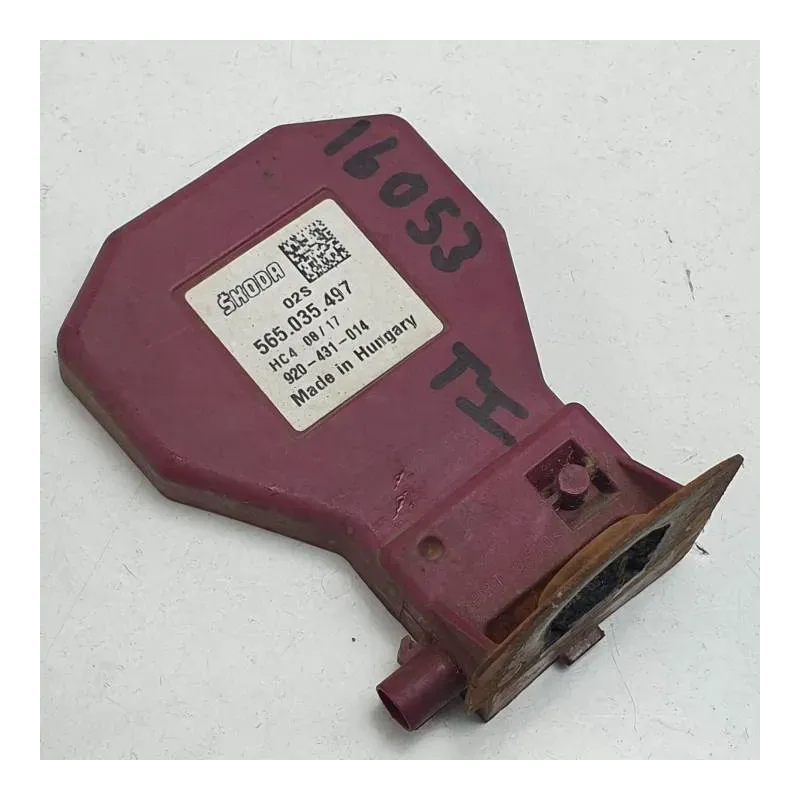 16053
TH
ŠKODA
02S
565.035.497
HC4 08/17
920-431-014
Made in Hungary